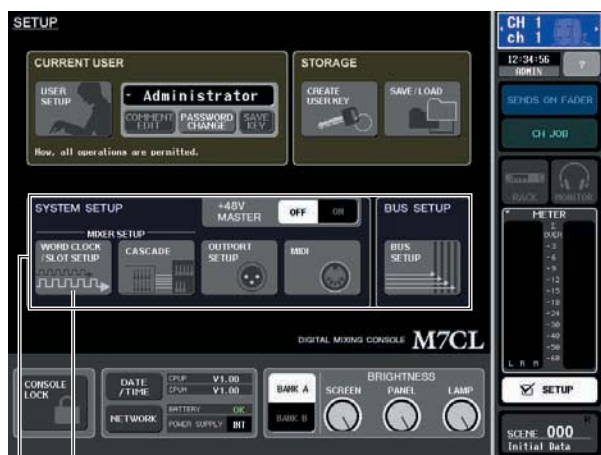 SETUP
CURRENT USER
USER SETUP
Administrator
COMMENT EDIT
PASSWORD CHANGE
SAVE KEY
Now, all operations are permitted.
STORAGE
CREATE USER KEY
SAVE/LOAD
SYSTEM SETUP
+48V MASTER
OFF
ON
MIXER SETUP
WORD CLOCK /SLOT SETUP
CASCADE
OUTPORT SETUP
MIDI
BUS SETUP
BUS SETUP
DIGITAL MIXING CONSOLE M7CL
CONSOLE LOCK
DATE /TIME
CPUP V1.00
CPUM V1.00
NETWORK
BATTERY OK
POWER SUPPLY INT
BANK A
BANK B
BRIGHTNESS
SCREEN
PANEL
LAMP
CH 1
ch 1
12:34:56
ADMIN
?
SENDS ON FADER
CH JOB
RACK
MONITOR
METER
Σ
OVER
-3
-6
-9
-12
-15
-18
-24
-30
-40
-50
-60
L R M
SETUP
SCENE 000
R
Initial Data